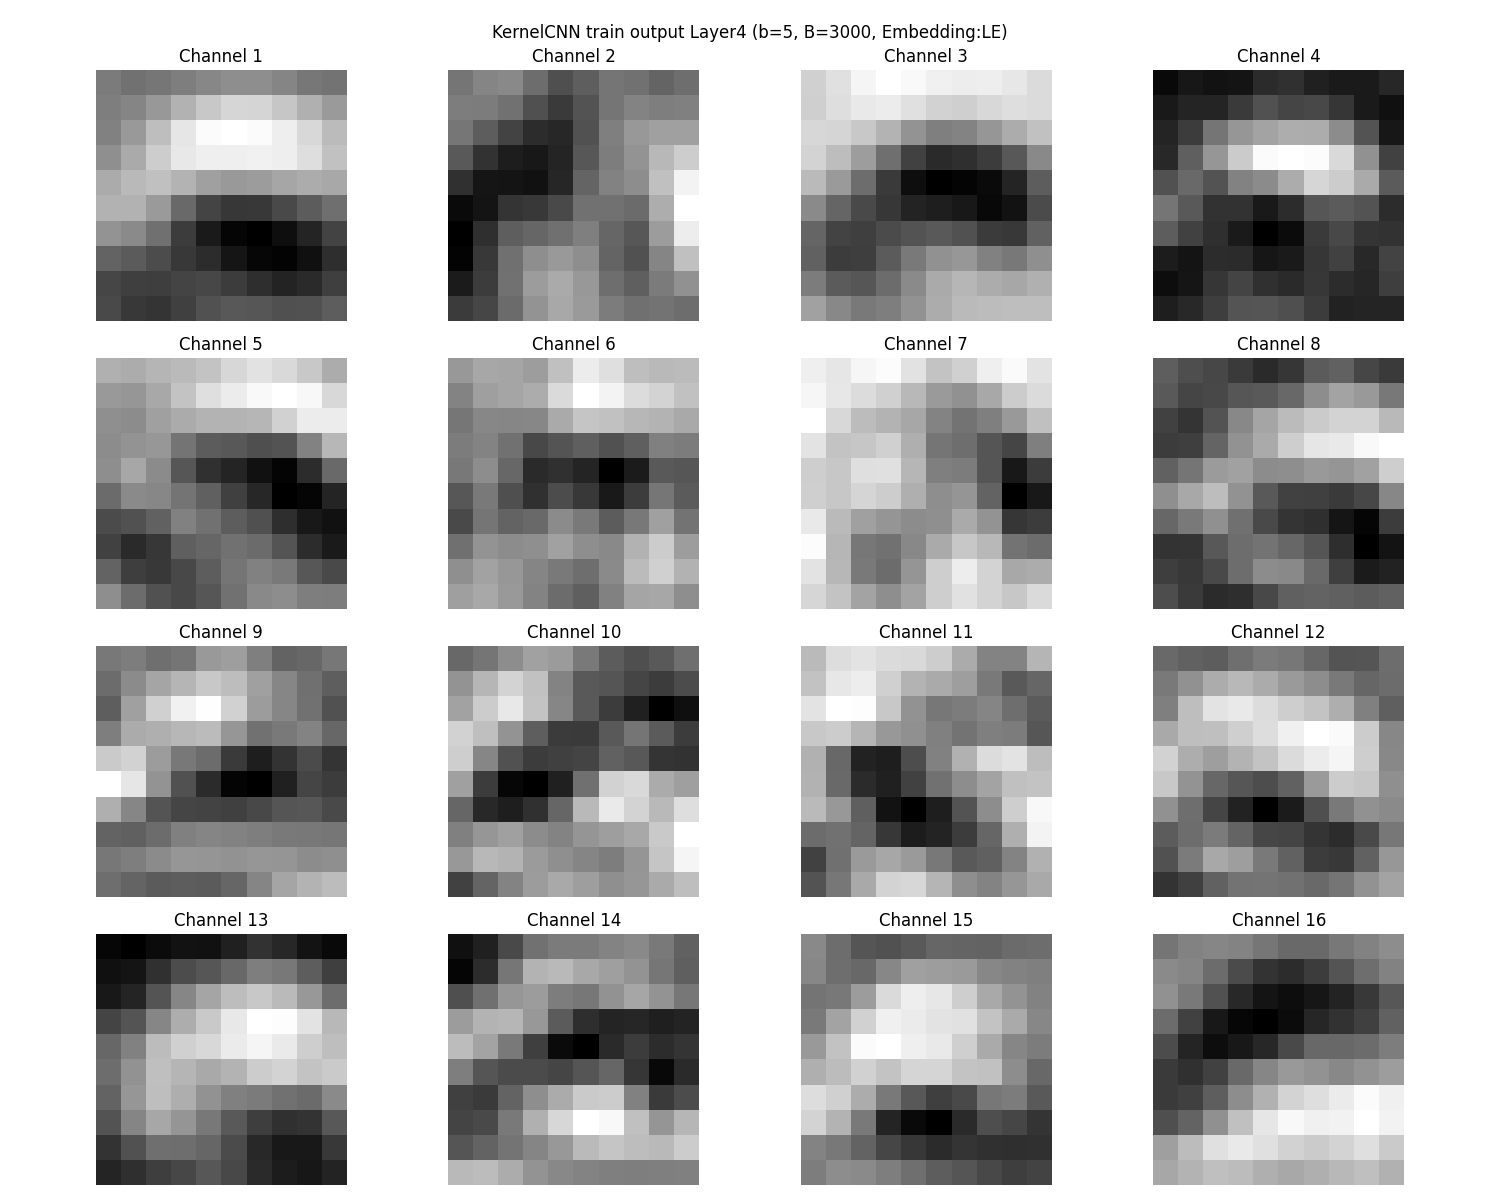 KernelCNN train output Layer4 (b=5, B=3000, Embedding:LE)
Channel 1
Channel 2
Channel 3
Channel 4
Channel 5
Channel 6
Channel 7
Channel 8
Channel 9
Channel 10
Channel 11
Channel 12
Channel 13
Channel 14
Channel 15
Channel 16